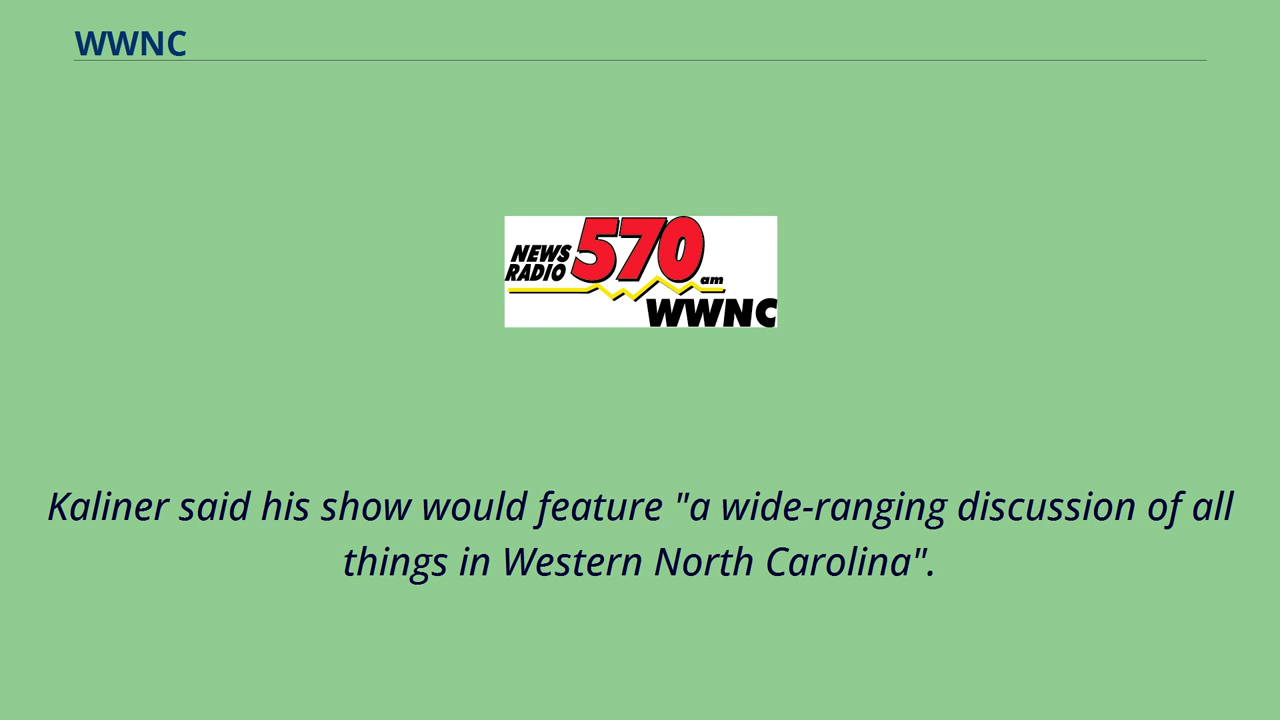 WWNC
NEWS 570
RADIO
am
WWNC
Kaliner said his show would feature "a wide-ranging discussion of all
things in Western North Carolina".